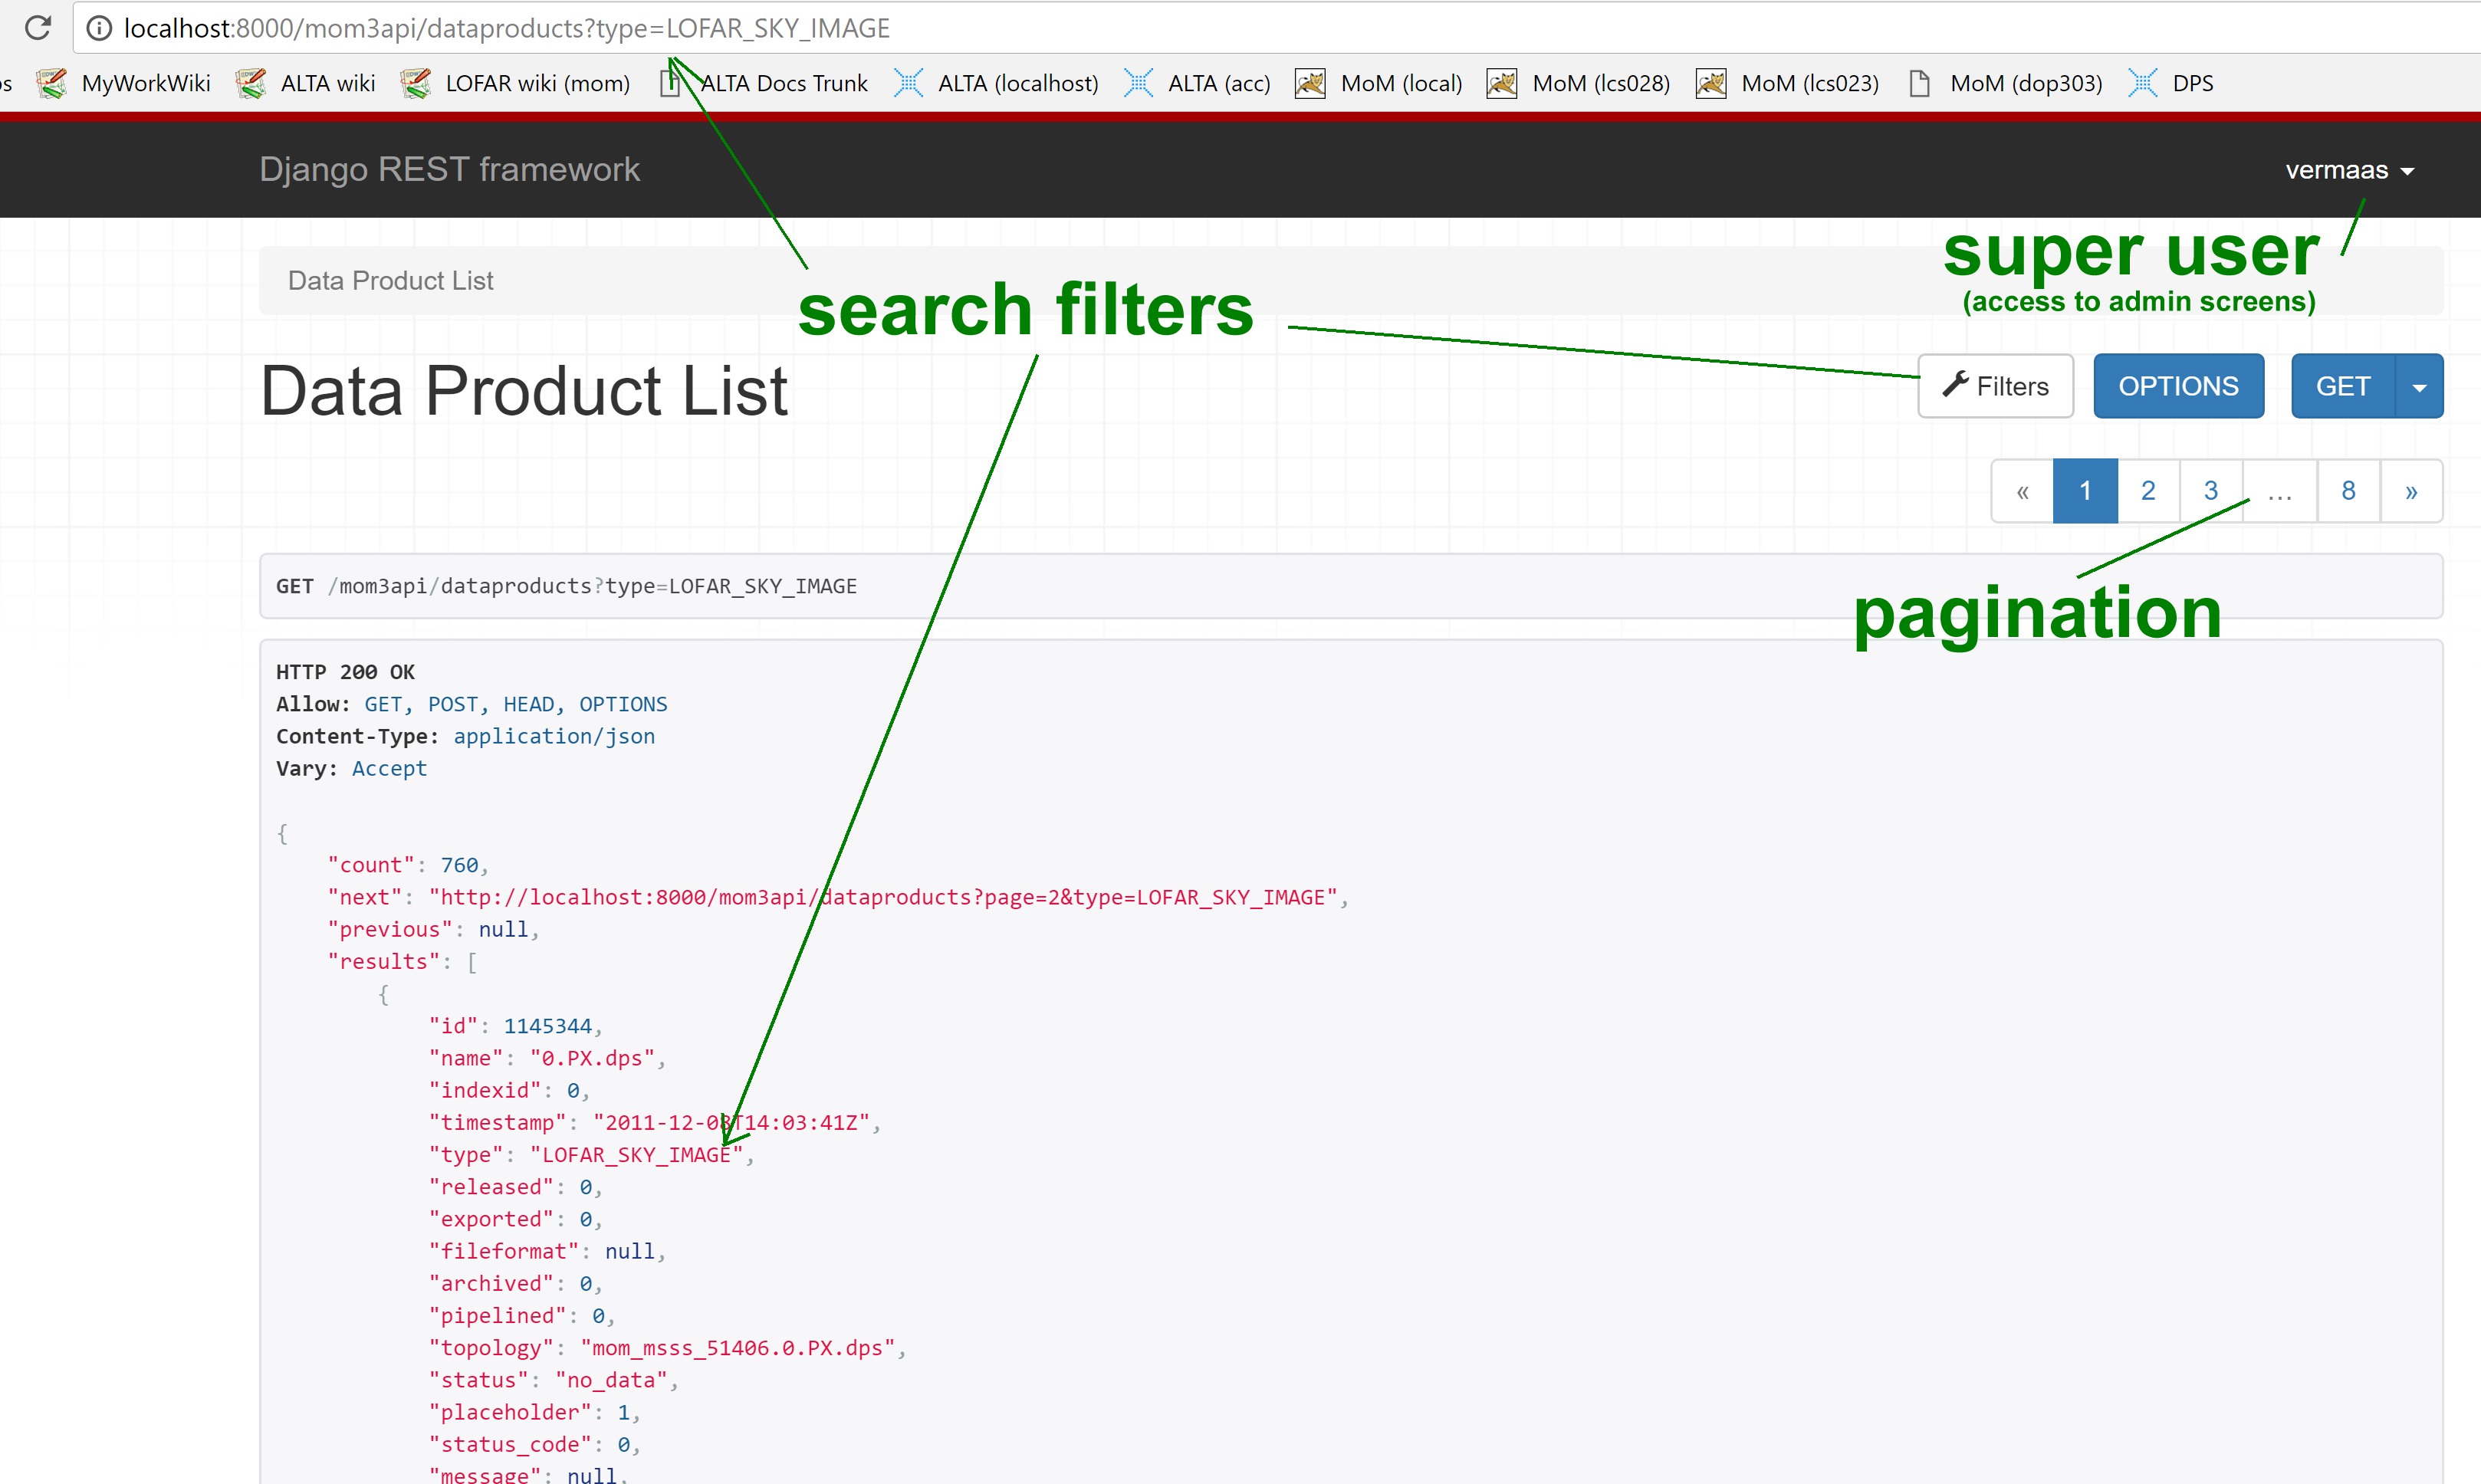 localhost:8000/mom3api/dataproducts?type=LOFAR_SKY_IMAGE
MyWorkWiki ALTA wiki LOFAR wiki (mom) ALTA Docs Trunk ALTA (localhost) ALTA (acc) MoM (local) MoM (lcs028) MoM (lcs023) MoM (dop303) DPS
Django REST framework vermaas
super user
(access to admin screens)
Data Product List
search filters
Data Product List Filters OPTIONS GET
« 1 2 3 … 8 »
GET /mom3api/dataproducts?type=LOFAR_SKY_IMAGE
pagination
HTTP 200 OK
Allow: GET, POST, HEAD, OPTIONS
Content-Type: application/json
Vary: Accept
{
"count": 760,
"next": "http://localhost:8000/mom3api/dataproducts?page=2&type=LOFAR_SKY_IMAGE",
"previous": null,
"results": [
{
"id": 1145344,
"name": "0.PX.dps",
"indexid": 0,
"timestamp": "2011-12-08T14:03:41Z",
"type": "LOFAR_SKY_IMAGE",
"released": 0,
"exported": 0,
"fileformat": null,
"archived": 0,
"pipelined": 0,
"topology": "mom_msss_51406.0.PX.dps",
"status": "no_data",
"placeholder": 1,
"status_code": 0,
"message": null,